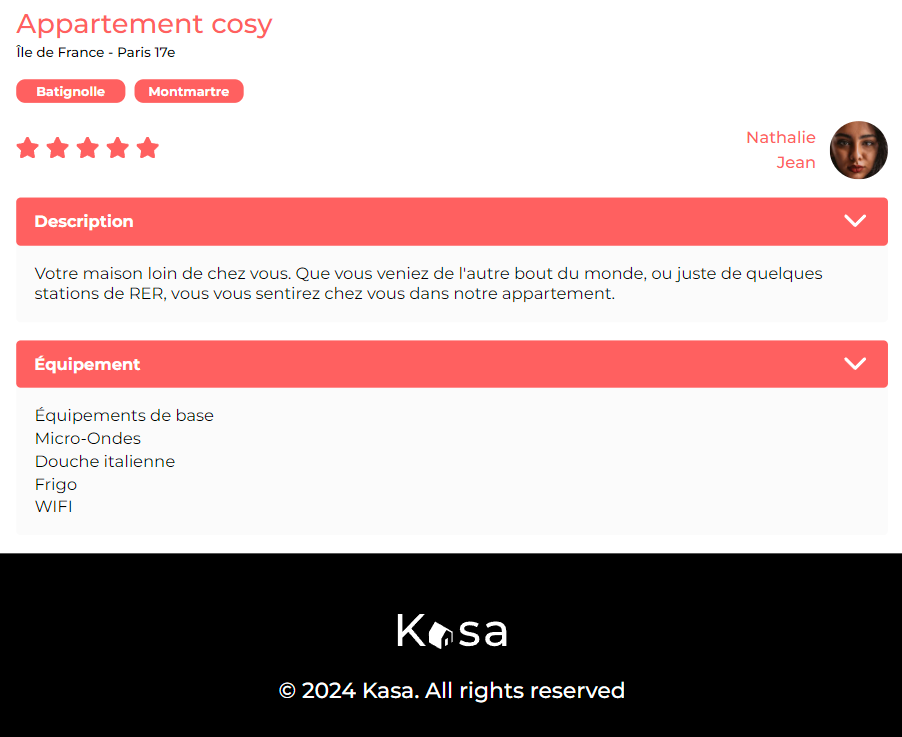 Appartement cosy
Île de France - Paris 17e
Batignolle Montmartre
Nathalie
Jean
Description
Votre maison loin de chez vous. Que vous veniez de l'autre bout du monde, ou juste de quelques
stations de RER, vous vous sentirez chez vous dans notre appartement.
Équipement
Équipements de base
Micro-Ondes
Douche italienne
Frigo
WIFI
Kasa
© 2024 Kasa. All rights reserved